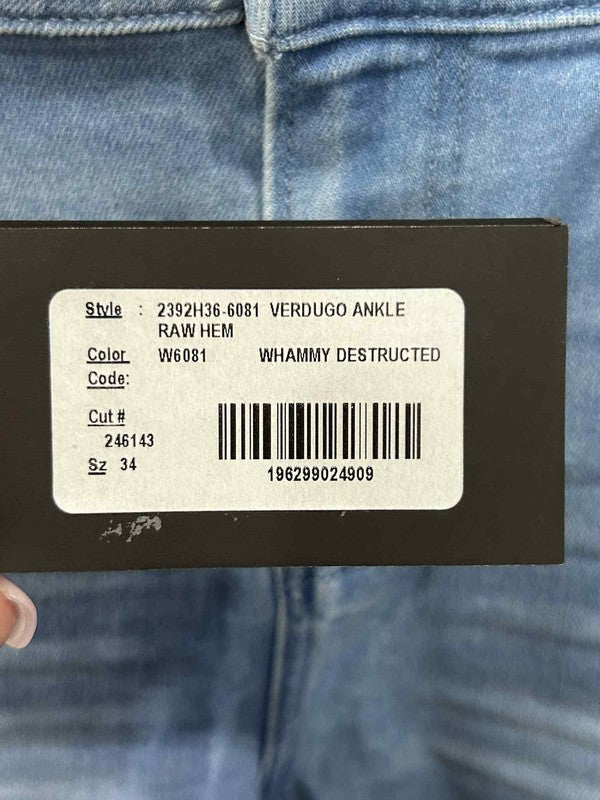 Style : 2392H36-6081 VERDUGO ANKLE
RAW HEM
Color W6081 WHAMMY DESTRUCTED
Code:
Cut #
246143
Sz 34
196299024909